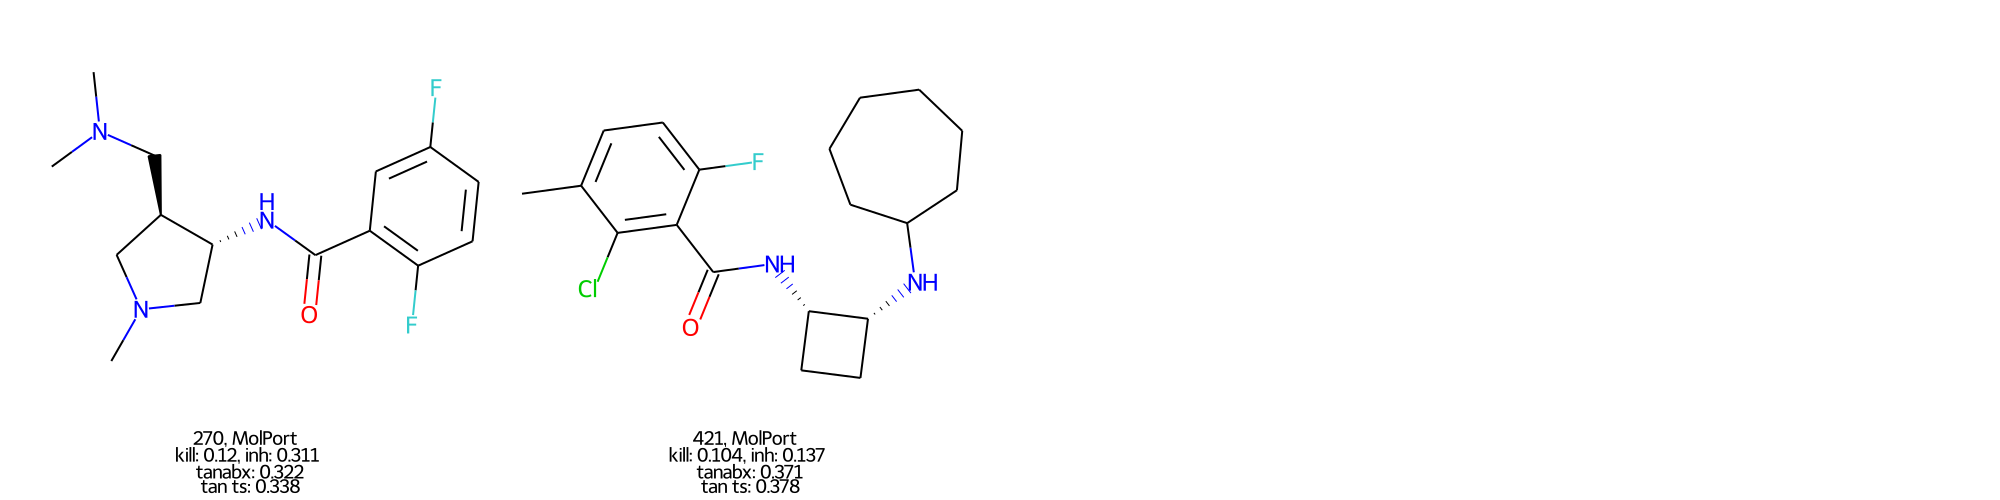 F
N
H
N
O
F
N
F
Cl
NH
O
NH
270, MolPort
kill: 0.12, inh: 0.311
tanabx: 0.322
tan ts: 0.338
421, MolPort
kill: 0.104, inh: 0.137
tanabx: 0.371
tan ts: 0.378